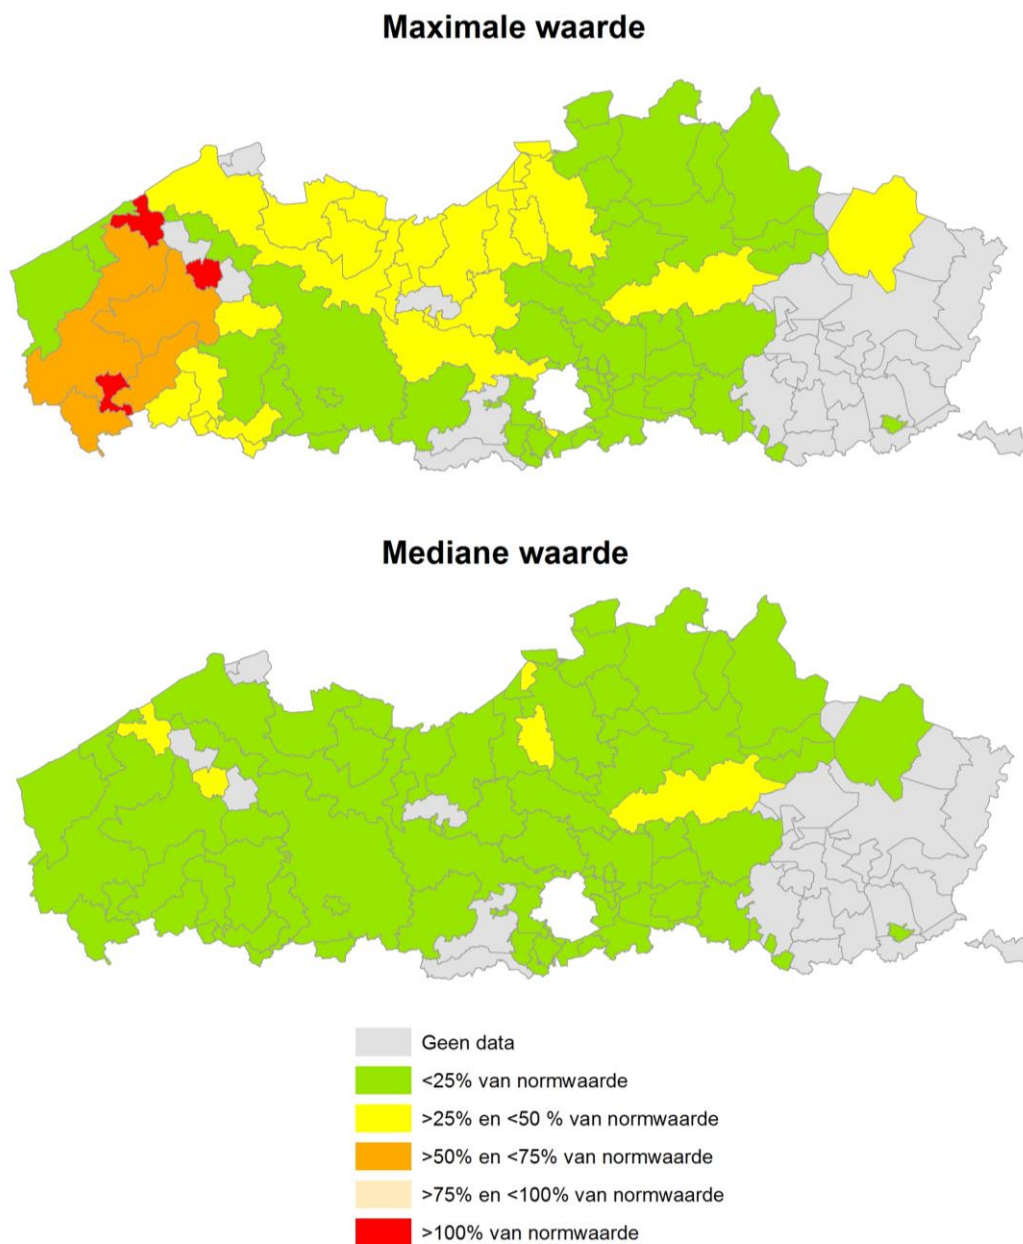 Maximale waarde
Mediane waarde
Geen data
<25% van normwaarde
>25% en <50 % van normwaarde
>50% en <75% van normwaarde
>75% en <100% van normwaarde
>100% van normwaarde